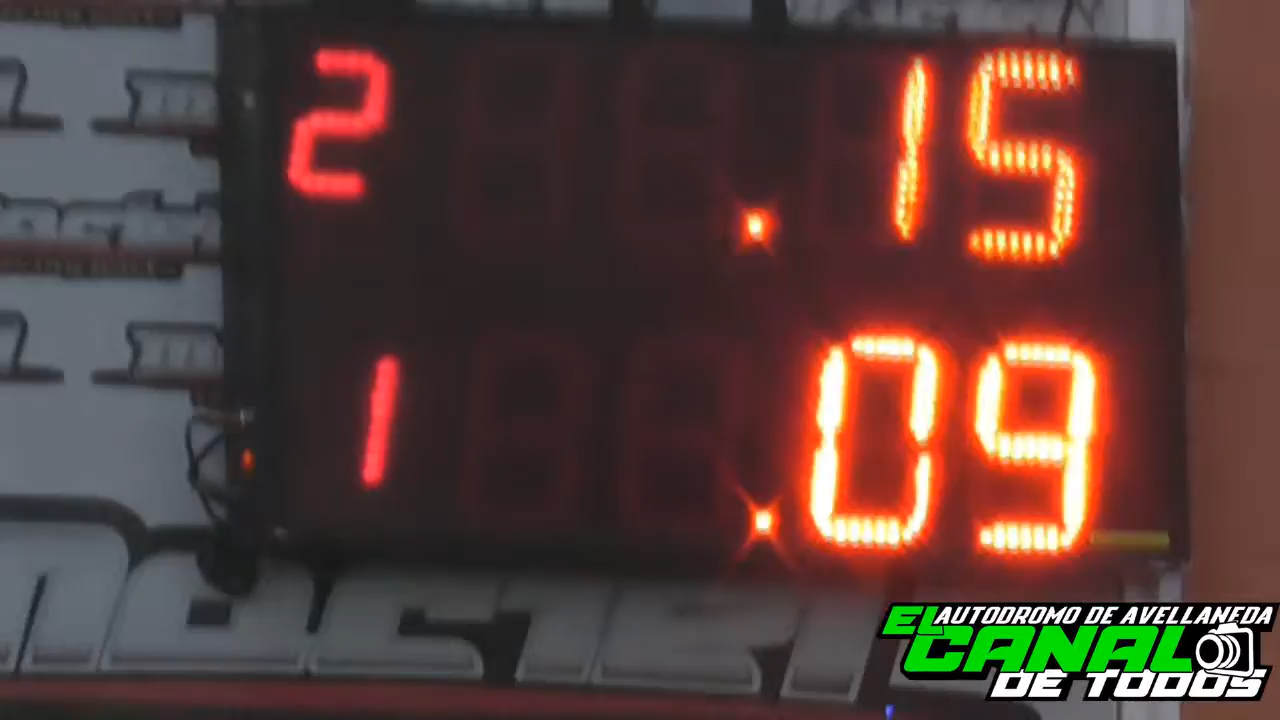 2 .15
1 .09
EL AUTODROMO DE AVELLANEDA
CANAL
DE TODOS